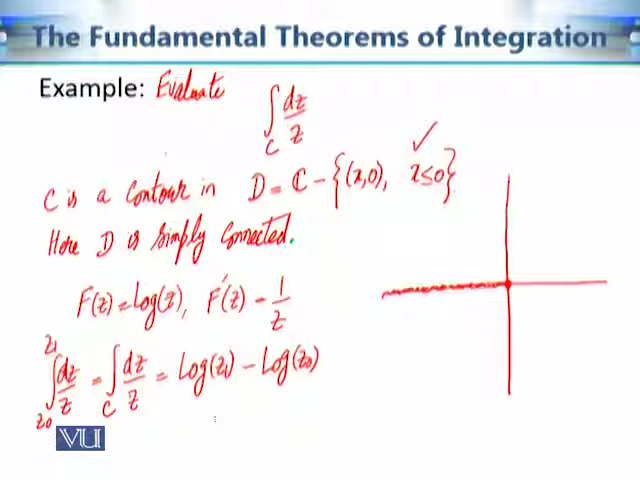 The Fundamental Theorems of Integration
Example: Evaluate ∫_C dz/z
C is a Contour in D = ℂ - {(x,0), x≤0} ✓
Here D is Simply Connected.
F(z) = Log(z), F'(z) - 1/z
∫_{z0}^{z1} dz/z = ∫_C dz/z = Log(z1) - Log(z0)
VU